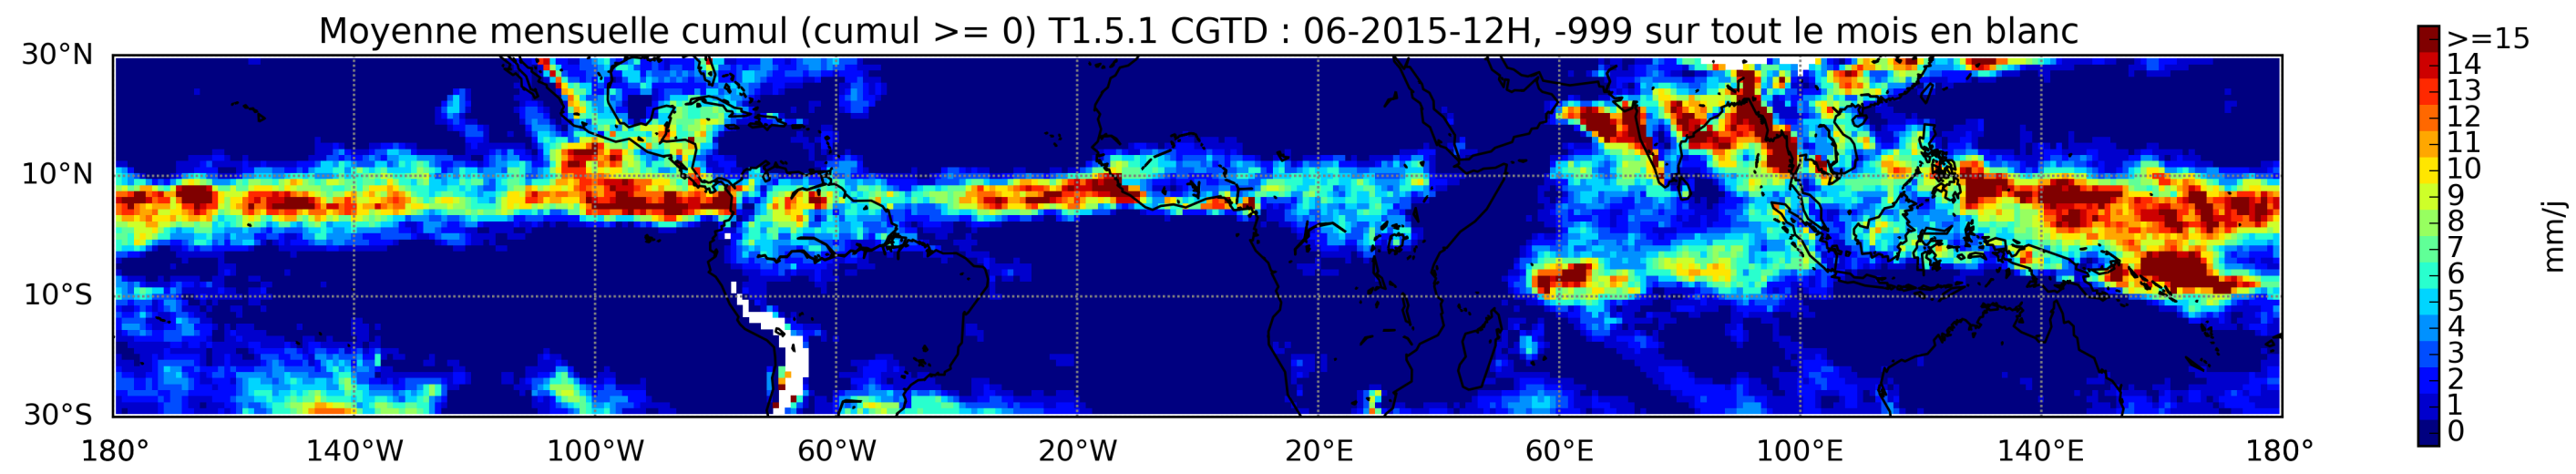 Moyenne mensuelle cumul (cumul >= 0) T1.5.1 CGTD : 06-2015-12H, -999 sur tout le mois en blanc
30°N
10°N
10°S
30°S
180°
140°W
100°W
60°W
20°W
20°E
60°E
100°E
140°E
180°
>=15
14
13
12
11
10
9
8
7
6
5
4
3
2
1
0
mm/j